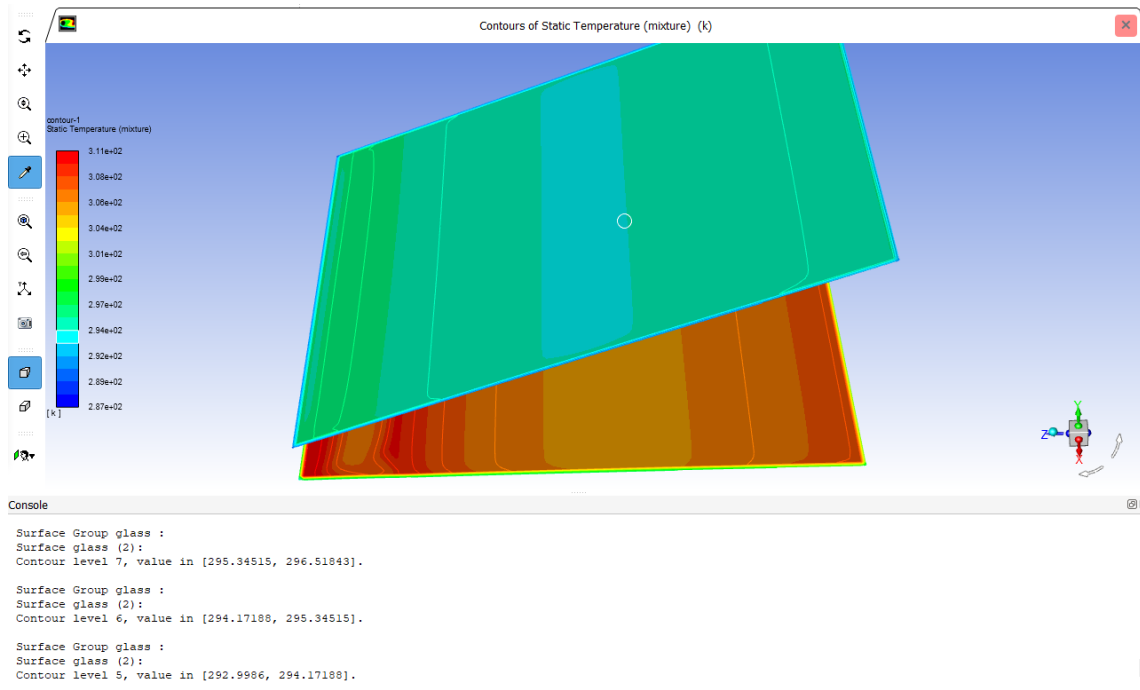 Contours of Static Temperature (mixture) (k)
contour-1
Static Temperature (mixture)
3.11e+02
3.08e+02
3.06e+02
3.04e+02
3.01e+02
2.99e+02
2.97e+02
2.94e+02
2.92e+02
2.89e+02
2.87e+02
[k]
Y
Z
X
Console
Surface Group glass :
Surface glass (2):
Contour level 7, value in [295.34515, 296.51843].
Surface Group glass :
Surface glass (2):
Contour level 6, value in [294.17188, 295.34515].
Surface Group glass :
Surface glass (2):
Contour level 5, value in [292.9986, 294.17188].